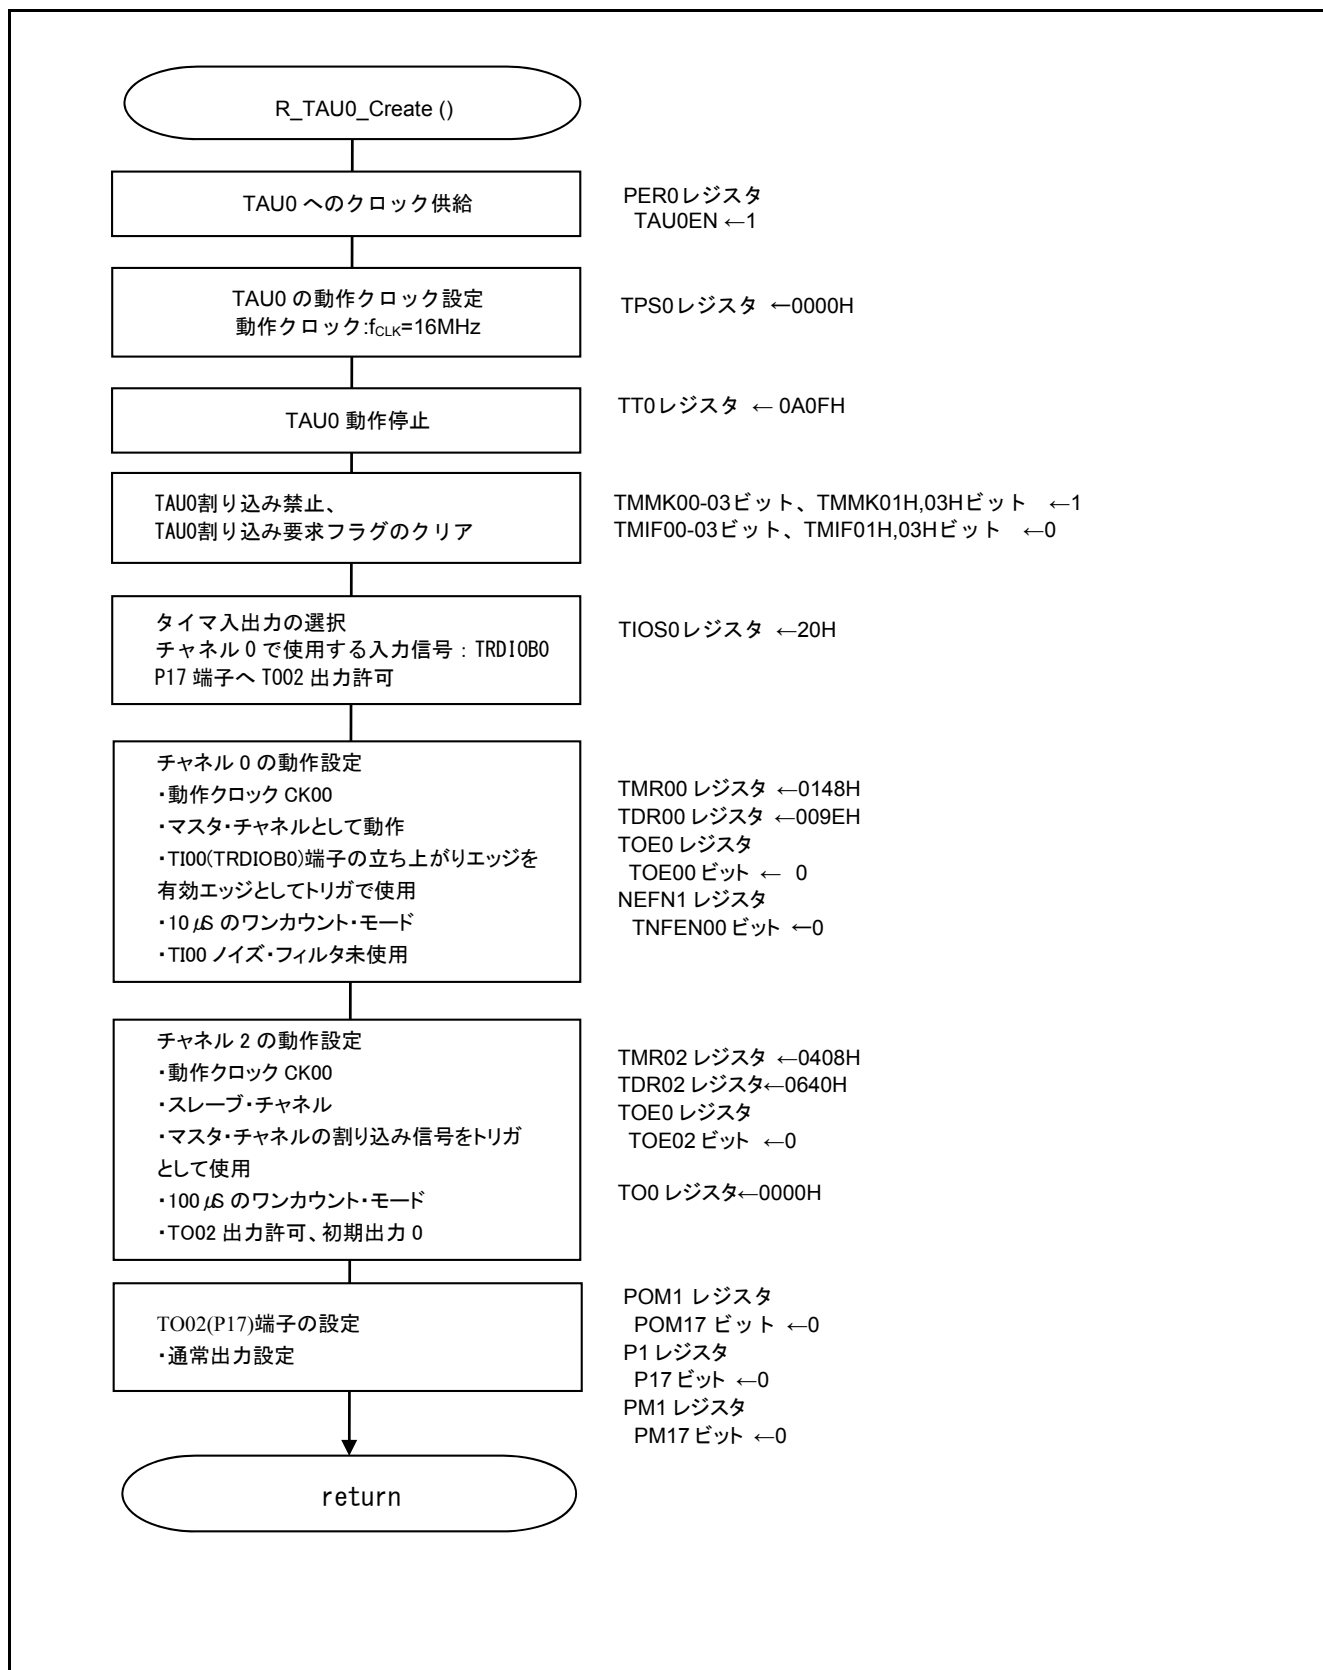 R_TAU0_Create ()
TAU0 へのクロック供給
PER0レジスタ
TAU0EN ←1
TAU0 の動作クロック設定
動作クロック:fCLK=16MHz
TPS0レジスタ ←0000H
TAU0 動作停止
TT0レジスタ ← 0A0FH
TAU0割り込み禁止、
TAU0割り込み要求フラグのクリア
TMMK00-03ビット、TMMK01H,03Hビット ←1
TMIF00-03ビット、TMIF01H,03Hビット ←0
タイマ入出力の選択
チャネル 0 で使用する入力信号：TRDIOB0
P17 端子へ TO02 出力許可
TIOS0レジスタ ←20H
チャネル 0 の動作設定
・動作クロック CK00
・マスタ・チャネルとして動作
・TI00(TRDIOB0)端子の立ち上がりエッジを
有効エッジとしてトリガで使用
・10μS のワンカウント・モード
・TI00 ノイズ・フィルタ未使用
TMR00 レジスタ ←0148H
TDR00 レジスタ ←009EH
TOE0 レジスタ
TOE00 ビット ← 0
NEFN1 レジスタ
TNFEN00 ビット ←0
チャネル 2 の動作設定
・動作クロック CK00
・スレーブ・チャネル
・マスタ・チャネルの割り込み信号をトリガ
として使用
・100μS のワンカウント・モード
・TO02 出力許可、初期出力 0
TMR02 レジスタ ←0408H
TDR02 レジスタ←0640H
TOE0 レジスタ
TOE02 ビット ←0
TO0 レジスタ←0000H
TO02(P17)端子の設定
・通常出力設定
POM1 レジスタ
POM17 ビット ←0
P1 レジスタ
P17 ビット ←0
PM1 レジスタ
PM17 ビット ←0
return